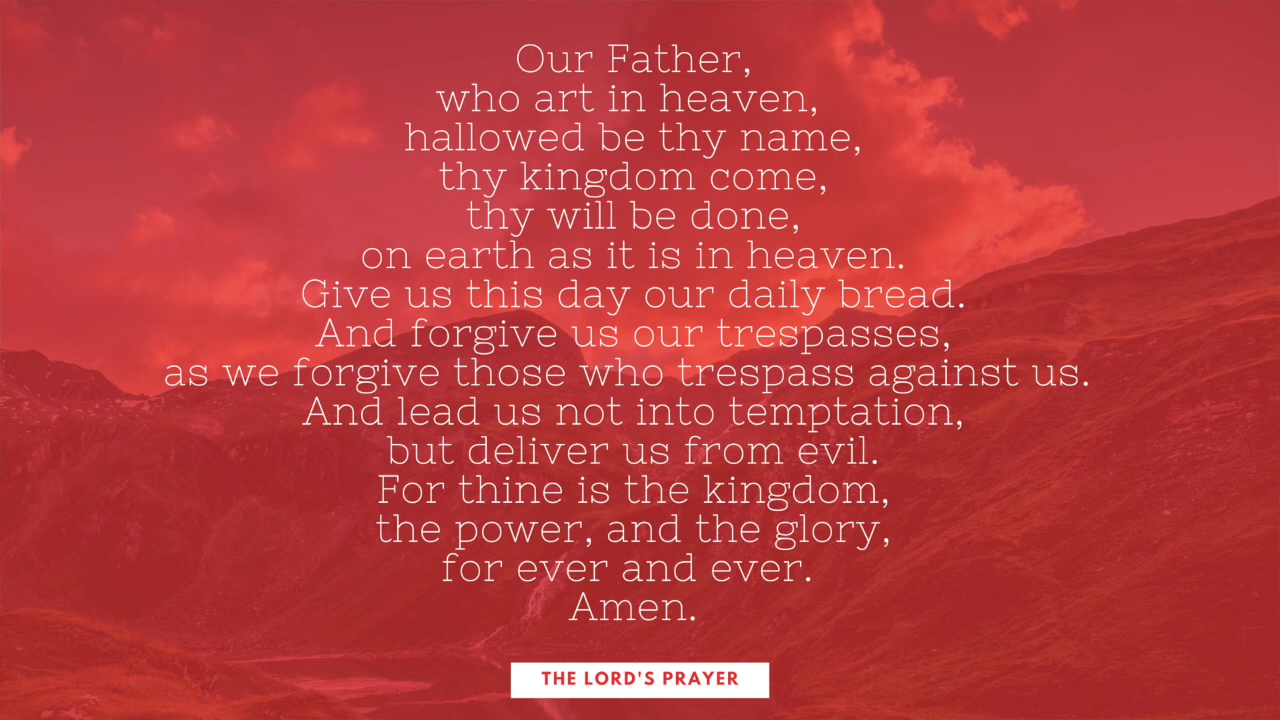 Our Father,
who art in heaven,
hallowed be thy name,
thy kingdom come,
thy will be done,
on earth as it is in heaven.
Give us this day our daily bread.
And forgive us our trespasses,
as we forgive those who trespass against us.
And lead us not into temptation,
but deliver us from evil.
For thine is the kingdom,
the power, and the glory,
for ever and ever.
Amen.
THE LORD'S PRAYER